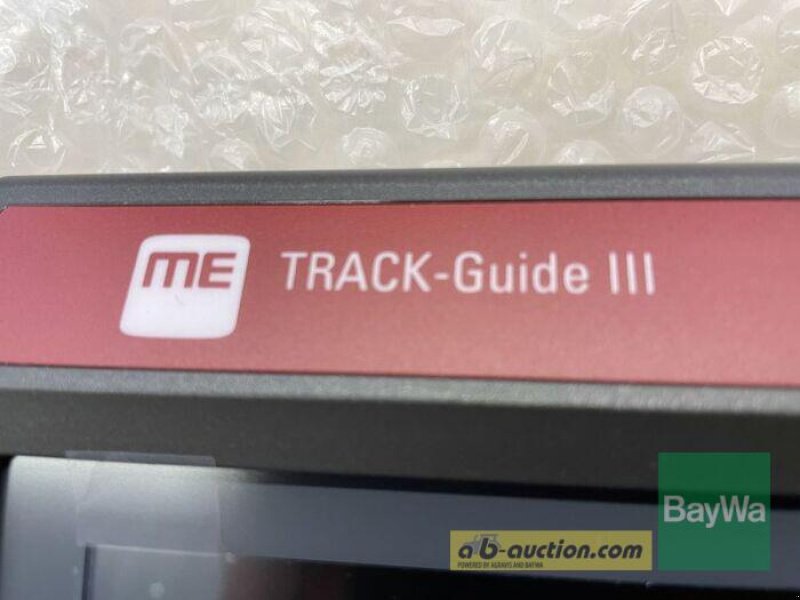 ME TRACK-Guide III
BayWa
ab-auction.com
POWERED BY AGRAVIS AND BAYWA